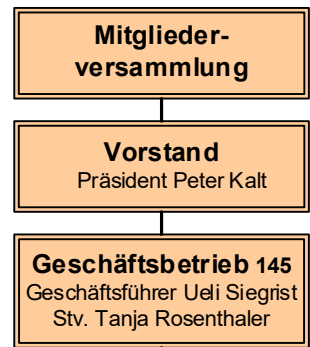 Mitglieder-
versammlung
Vorstand
Präsident Peter Kalt
Geschäftsbetrieb 145
Geschäftsführer Ueli Siegrist
Stv. Tanja Rosenthaler